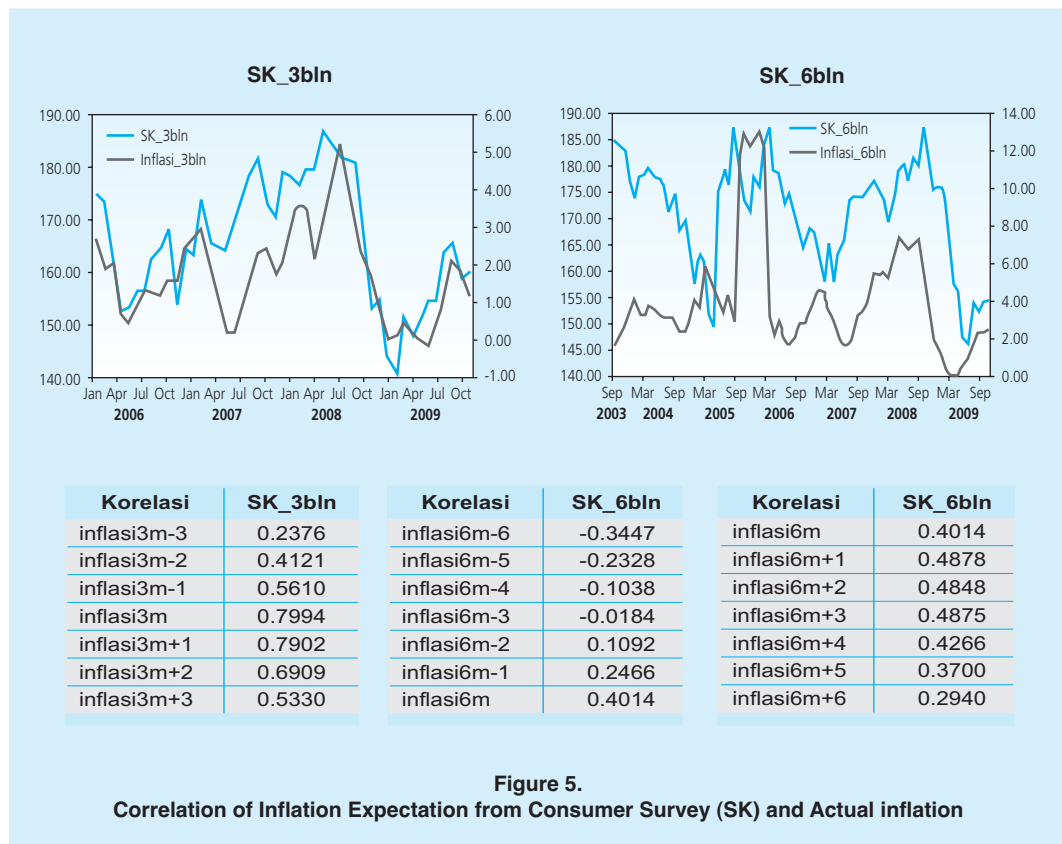 SK_3bln
190.00
180.00
170.00
160.00
150.00
140.00
6.00
5.00
4.00
3.00
2.00
1.00
0.00
-1.00
SK_3bln
Inflasi_3bln
Jan Apr Jul Oct Jan Apr Jul Oct Jan Apr Jul Oct Jan Apr Jul Oct
2006 2007 2008 2009
SK_6bln
190.00
185.00
180.00
175.00
170.00
165.00
160.00
155.00
150.00
145.00
140.00
14.00
12.00
10.00
8.00
6.00
4.00
2.00
0.00
SK_6bln
Inflasi_6bln
Sep Mar Sep Mar Sep Mar Sep Mar Sep Mar Sep Mar Sep
2003 2004 2005 2006 2007 2008 2009
Korelasi SK_3bln
inflasi3m-3 0.2376
inflasi3m-2 0.4121
inflasi3m-1 0.5610
inflasi3m 0.7994
inflasi3m+1 0.7902
inflasi3m+2 0.6909
inflasi3m+3 0.5330
Korelasi SK_6bln
inflasi6m-6 -0.3447
inflasi6m-5 -0.2328
inflasi6m-4 -0.1038
inflasi6m-3 -0.0184
inflasi6m-2 0.1092
inflasi6m-1 0.2466
inflasi6m 0.4014
Korelasi SK_6bln
inflasi6m 0.4014
inflasi6m+1 0.4878
inflasi6m+2 0.4848
inflasi6m+3 0.4875
inflasi6m+4 0.4266
inflasi6m+5 0.3700
inflasi6m+6 0.2940
Figure 5.
Correlation of Inflation Expectation from Consumer Survey (SK) and Actual inflation